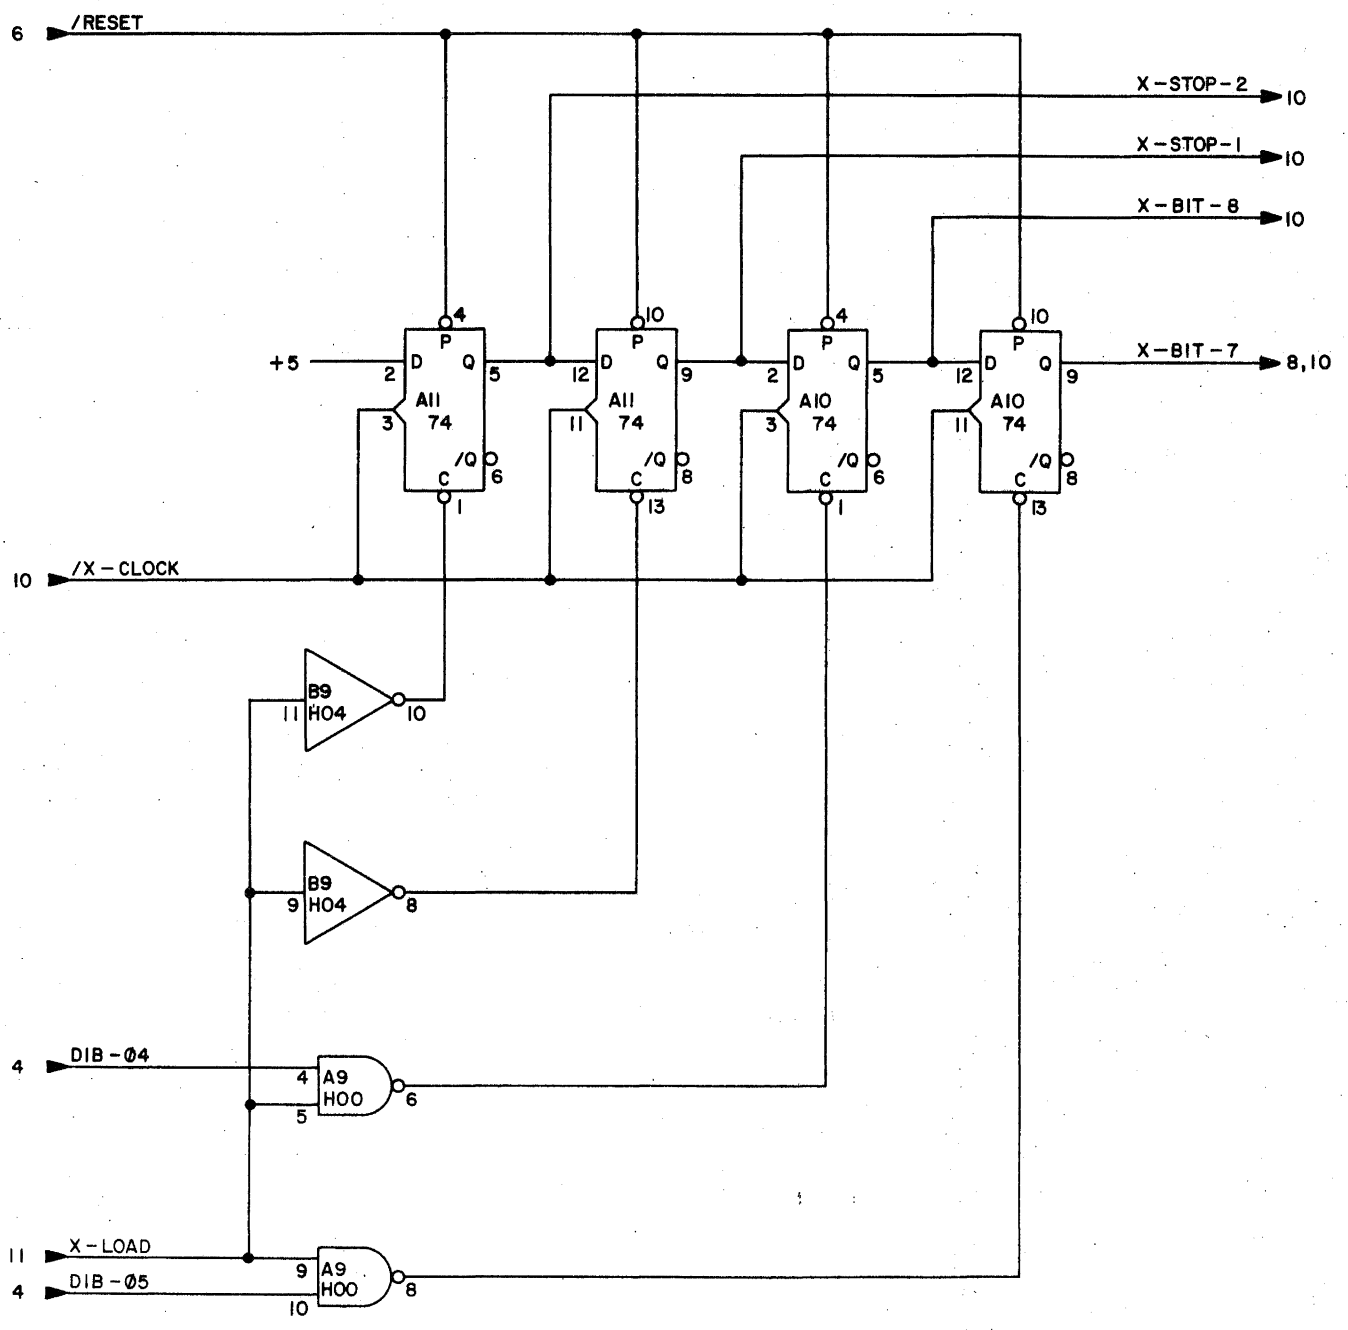 6 /RESET
X-STOP-2 10
X-STOP-1 10
X-BIT-8 10
4 10 4 10
P P P P
+5 2 D Q 5 12 D Q 9 2 D Q 5 12 D Q 9 X-BIT-7 8,10
3 A11 74 11 A11 74 3 A10 74 11 A10 74
/Q 6 /Q 8 /Q 6 /Q 8
C 1 C 13 C 1 C 13
10 /X-CLOCK
11 B9 H04 10
9 B9 H04 8
4 DIB-Ø4
4 A9
5 H00 6
11 X-LOAD
9 A9
4 DIB-Ø5
10 H00 8